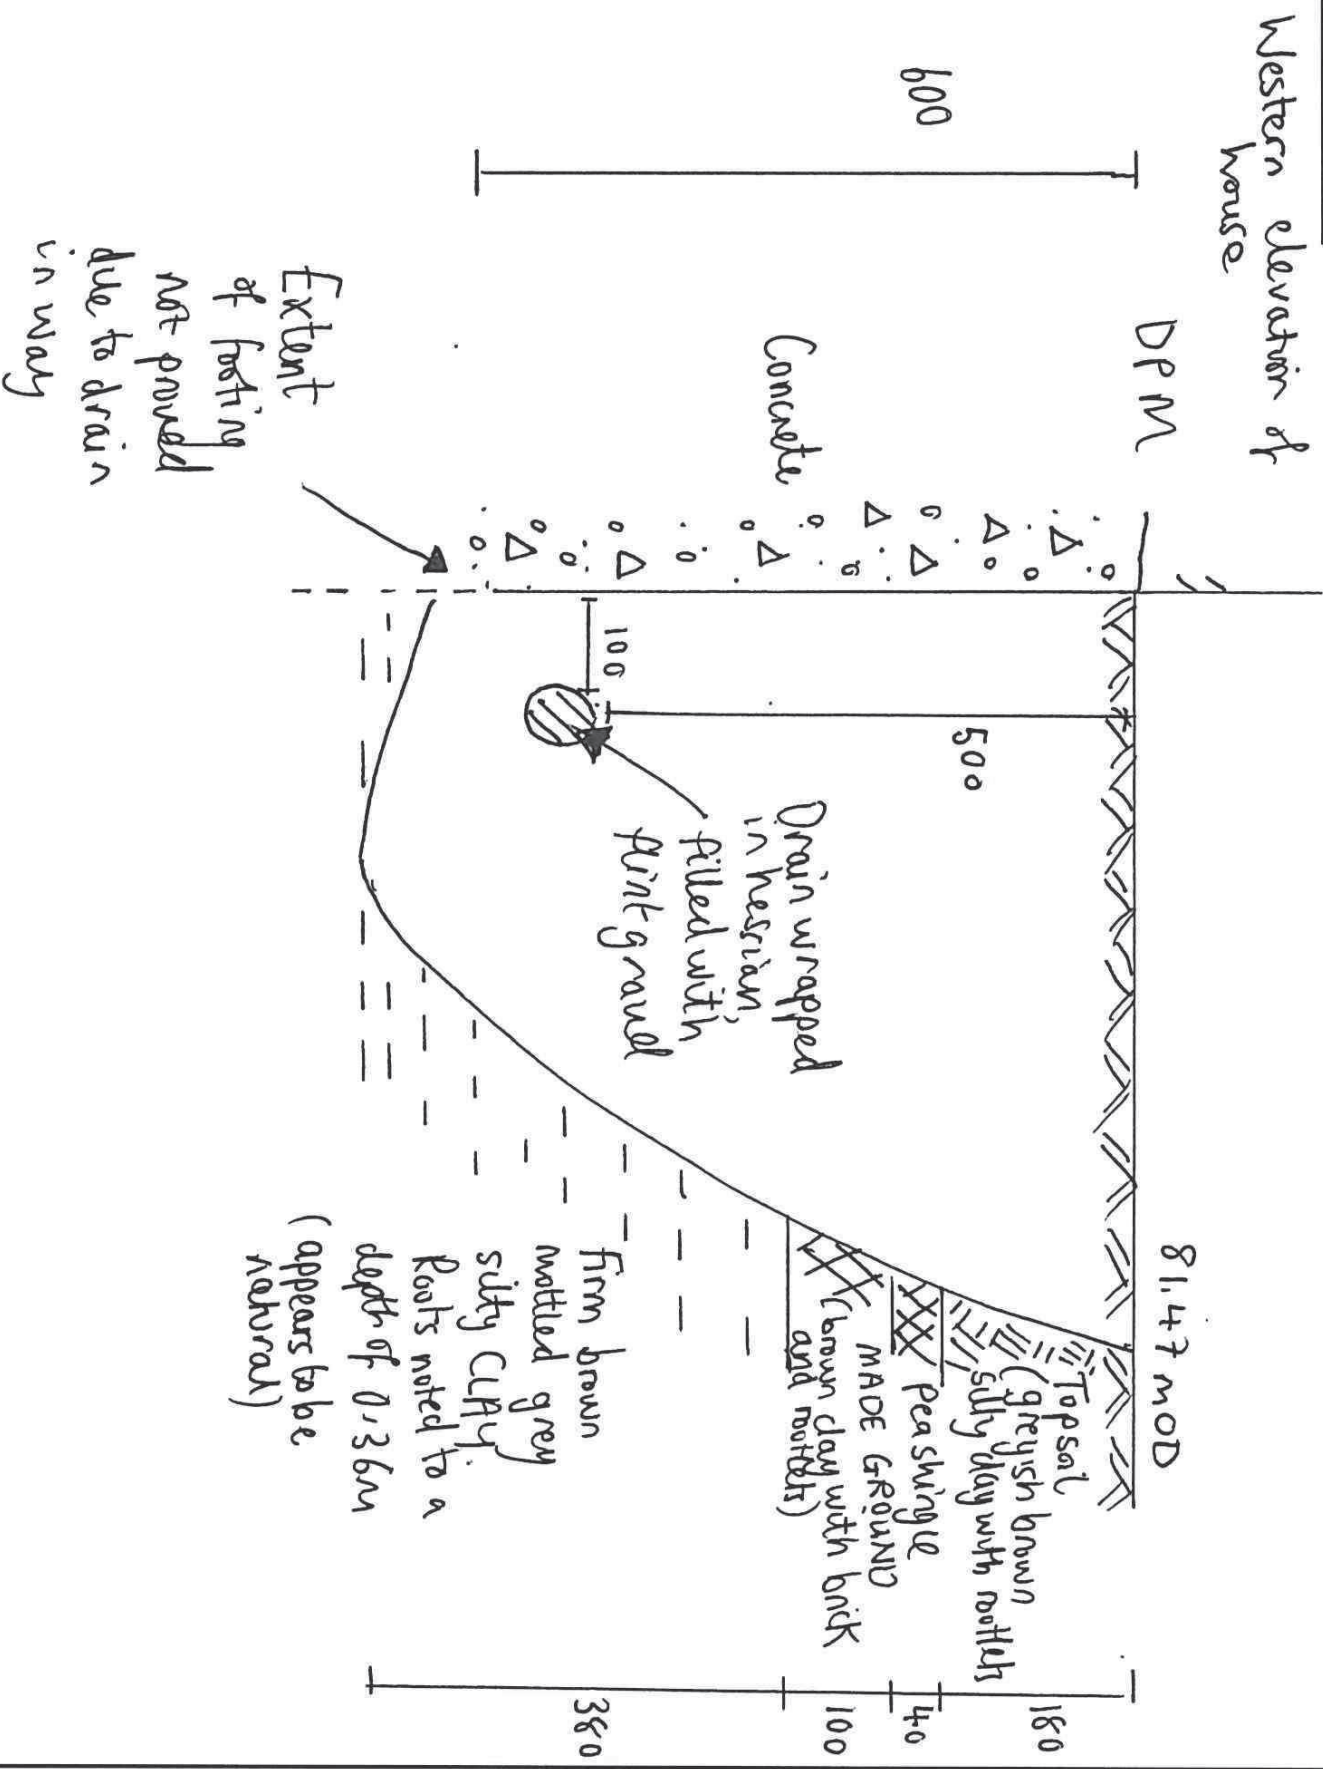 Western elevation of
house
DPM
81.47 mOD
600
Concrete
500
100
Drain wrapped
in hessian,
filled with
flint gravel
Topsoil
(greyish brown
silty clay with rootlets
peashingle
MADE GROUND
(brown clay with brick
and rootlets)
firm brown
mottled grey
silty CLAY
Roots noted to a
depth of 0.36m
(appears to be
natural)
180
40
100
380
Extent
of footing
not proved
due to drain
in way